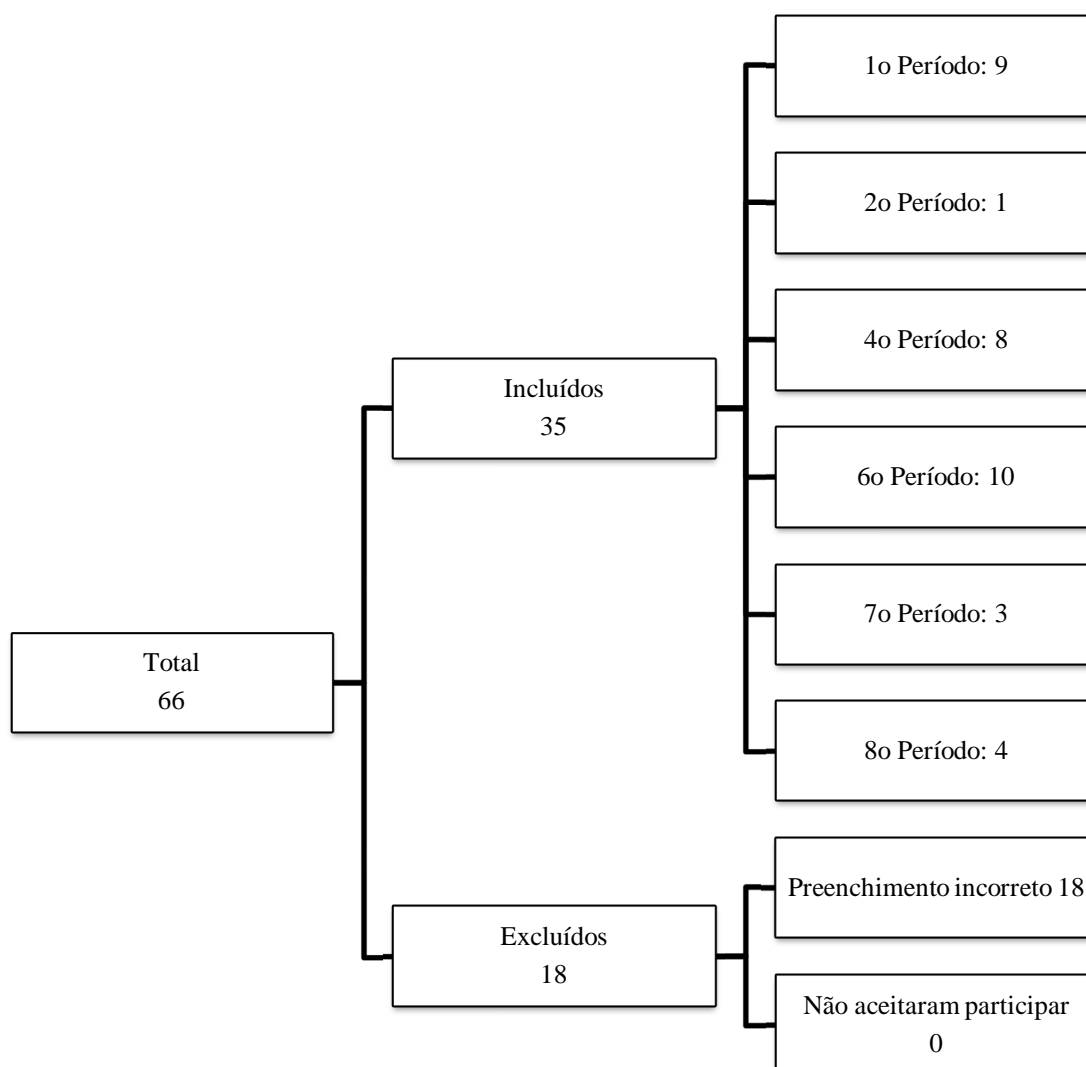 1o Período: 9
2o Período: 1
4o Período: 8
Incluídos
35
6o Período: 10
7o Período: 3
Total
66
8o Período: 4
Preenchimento incorreto 18
Excluídos
18
Não aceitaram participar
0